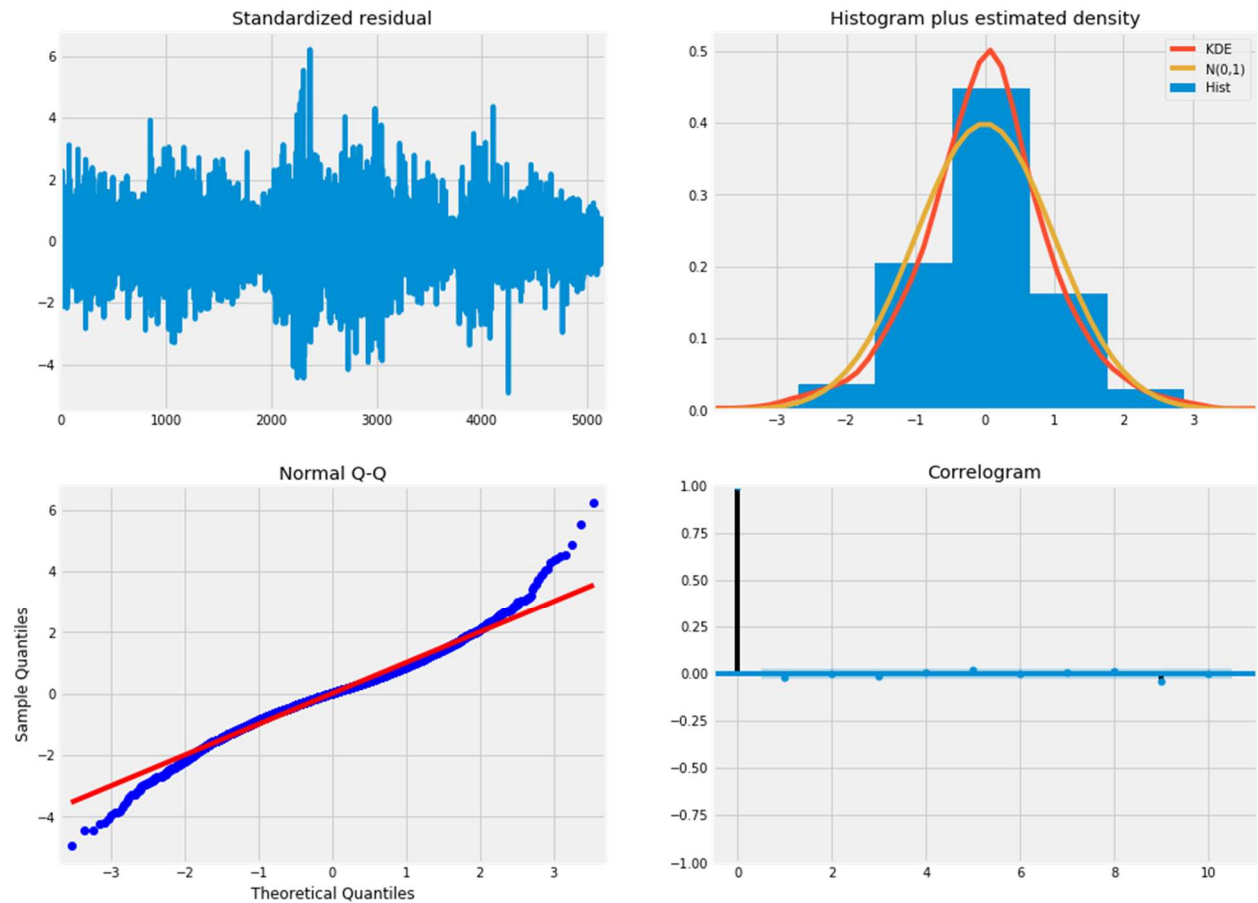 Standardized residual
6
4
2
0
−2
−4
0 1000 2000 3000 4000 5000
Histogram plus estimated density
KDE
N(0,1)
Hist
0.5
0.4
0.3
0.2
0.1
0.0
−3 −2 −1 0 1 2 3
Normal Q-Q
Sample Quantiles
6
4
2
0
−2
−4
−3 −2 −1 0 1 2 3
Theoretical Quantiles
Correlogram
1.00
0.75
0.50
0.25
0.00
−0.25
−0.50
−0.75
−1.00
0 2 4 6 8 10